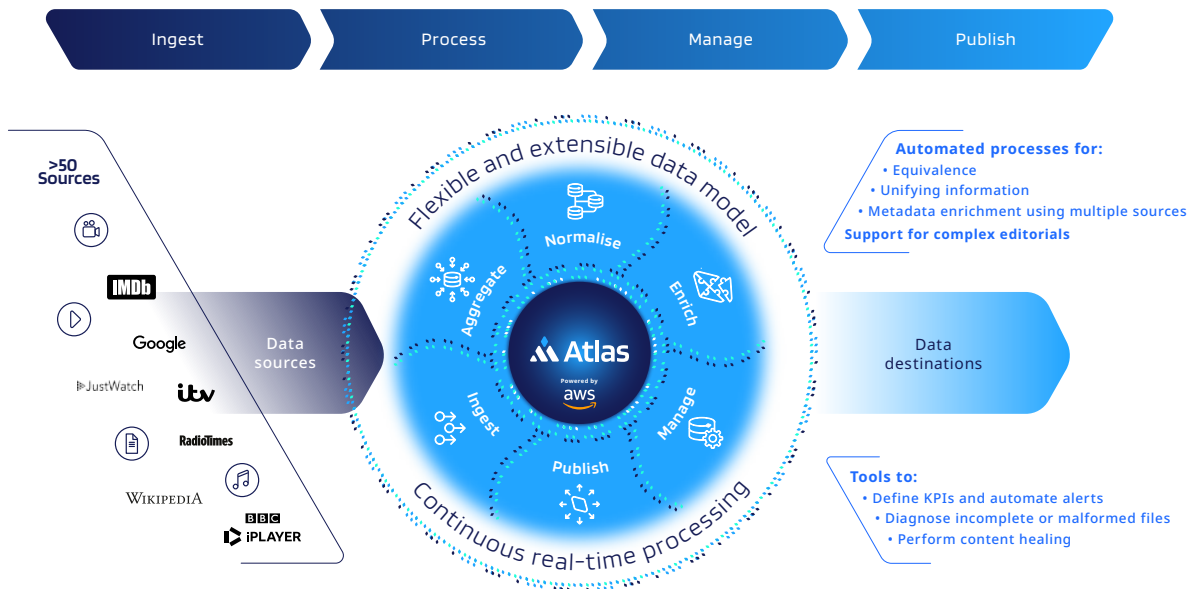 Ingest
Process
Manage
Publish
>50
Sources
IMDb
Google
JustWatch
itv
RadioTimes
WIKIPEDIA
BBC
iPLAYER
Data
sources
Flexible and extensible data model
Normalise
Aggregate
Enrich
Atlas
Powered by
aws
Ingest
Manage
Publish
Continuous real-time processing
Automated processes for:
• Equivalence
• Unifying information
• Metadata enrichment using multiple sources
Support for complex editorials
Data
destinations
Tools to:
• Define KPIs and automate alerts
• Diagnose incomplete or malformed files
• Perform content healing